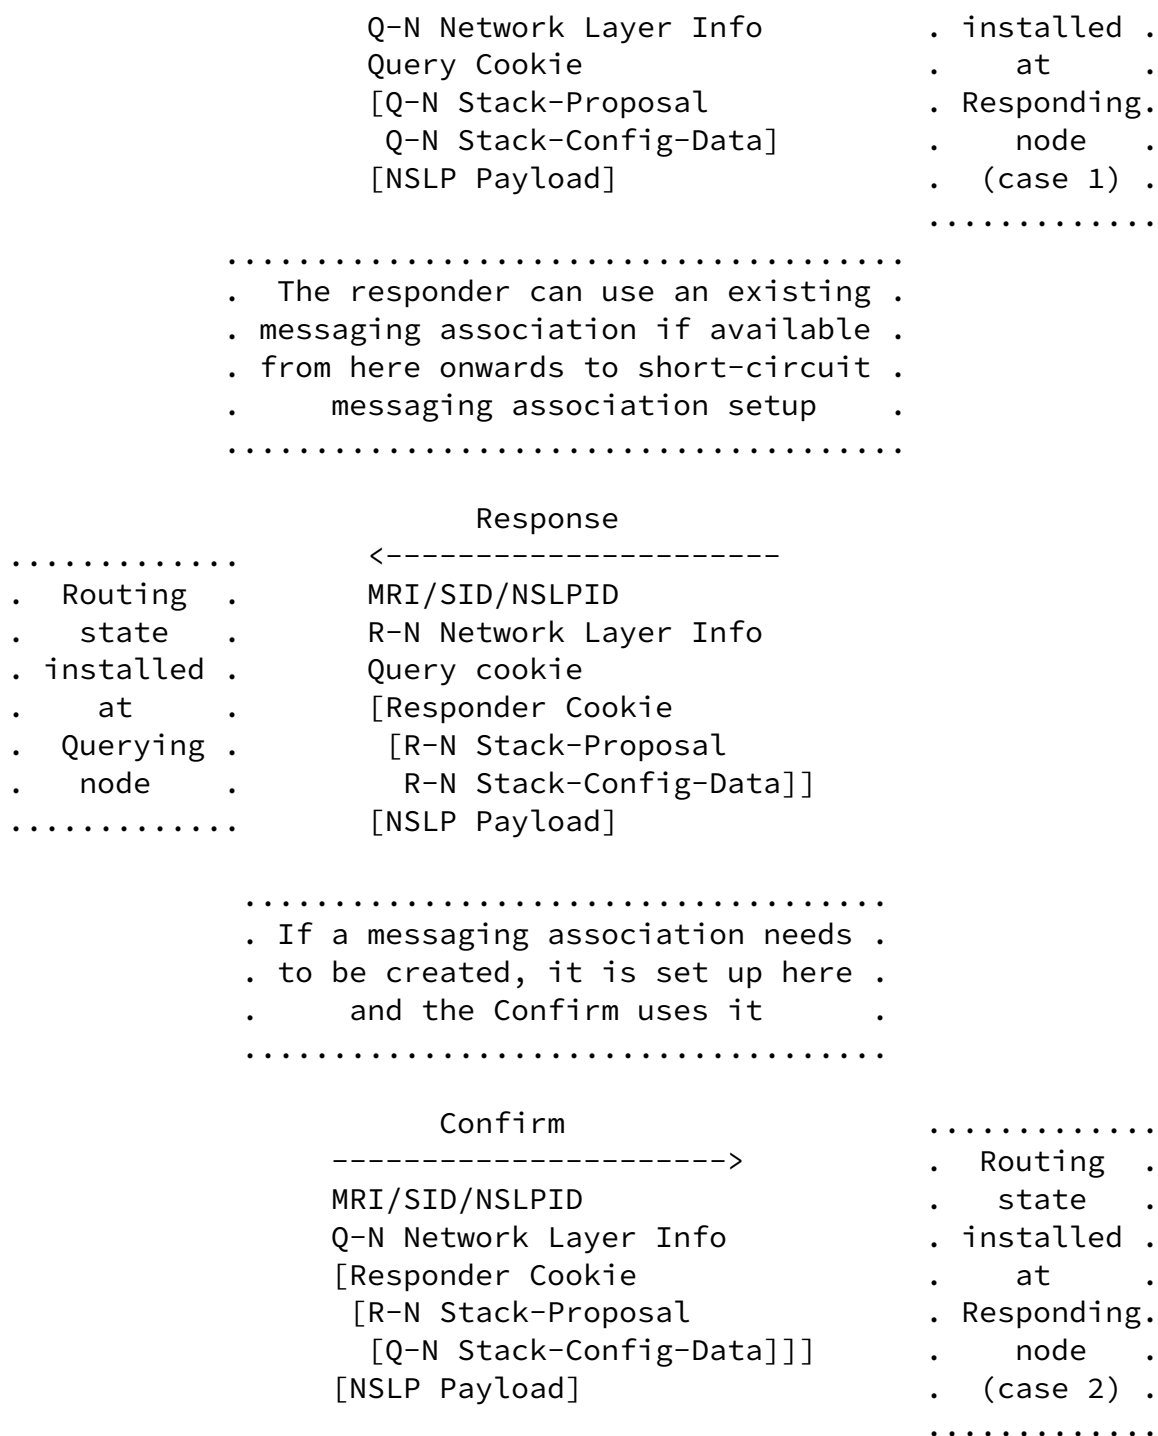 Q-N Network Layer Info         . installed .
Query Cookie                   .    at     .
[Q-N Stack-Proposal            . Responding.
 Q-N Stack-Config-Data]        .    node   .
[NSLP Payload]                 .  (case 1) .
                               .............
......................................
.  The responder can use an existing .
. messaging association if available .
. from here onwards to short-circuit .
.     messaging association setup    .
......................................
Response
.............       <----------------------
.  Routing  .       MRI/SID/NSLPID
.   state   .       R-N Network Layer Info
. installed .       Query cookie
.    at     .       [Responder Cookie
.  Querying .        [R-N Stack-Proposal
.   node    .         R-N Stack-Config-Data]]
.............       [NSLP Payload]
....................................
. If a messaging association needs .
. to be created, it is set up here .
.     and the Confirm uses it      .
....................................
      Confirm                    .............
---------------------->          .  Routing  .
MRI/SID/NSLPID                   .   state   .
Q-N Network Layer Info           . installed .
[Responder Cookie                .    at     .
 [R-N Stack-Proposal             . Responding.
  [Q-N Stack-Config-Data]]]      .    node   .
[NSLP Payload]                   .  (case 2) .
                                 .............